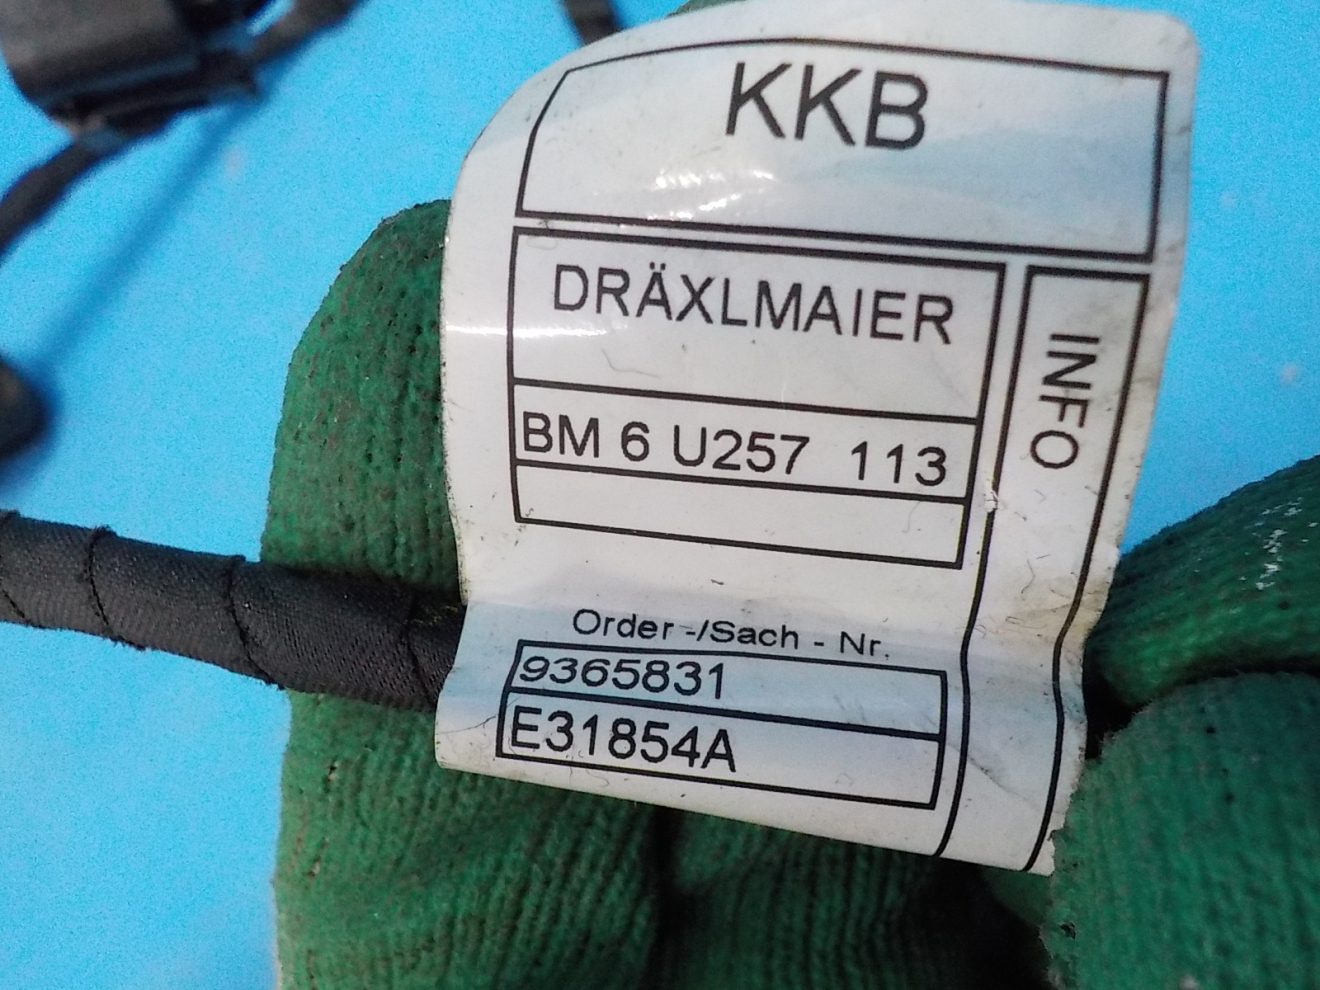 KKB
DRÄXLMAIER
INFO
BM 6 U257 113
Order -/Sach - Nr.
9365831
E31854A